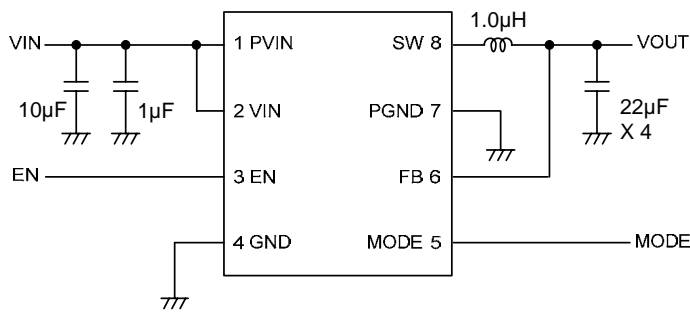 1.0µH
VIN
1 PVIN
SW 8
VOUT
10µF
1µF
2 VIN
PGND 7
22µF
X 4
EN
3 EN
FB 6
4 GND
MODE 5
MODE